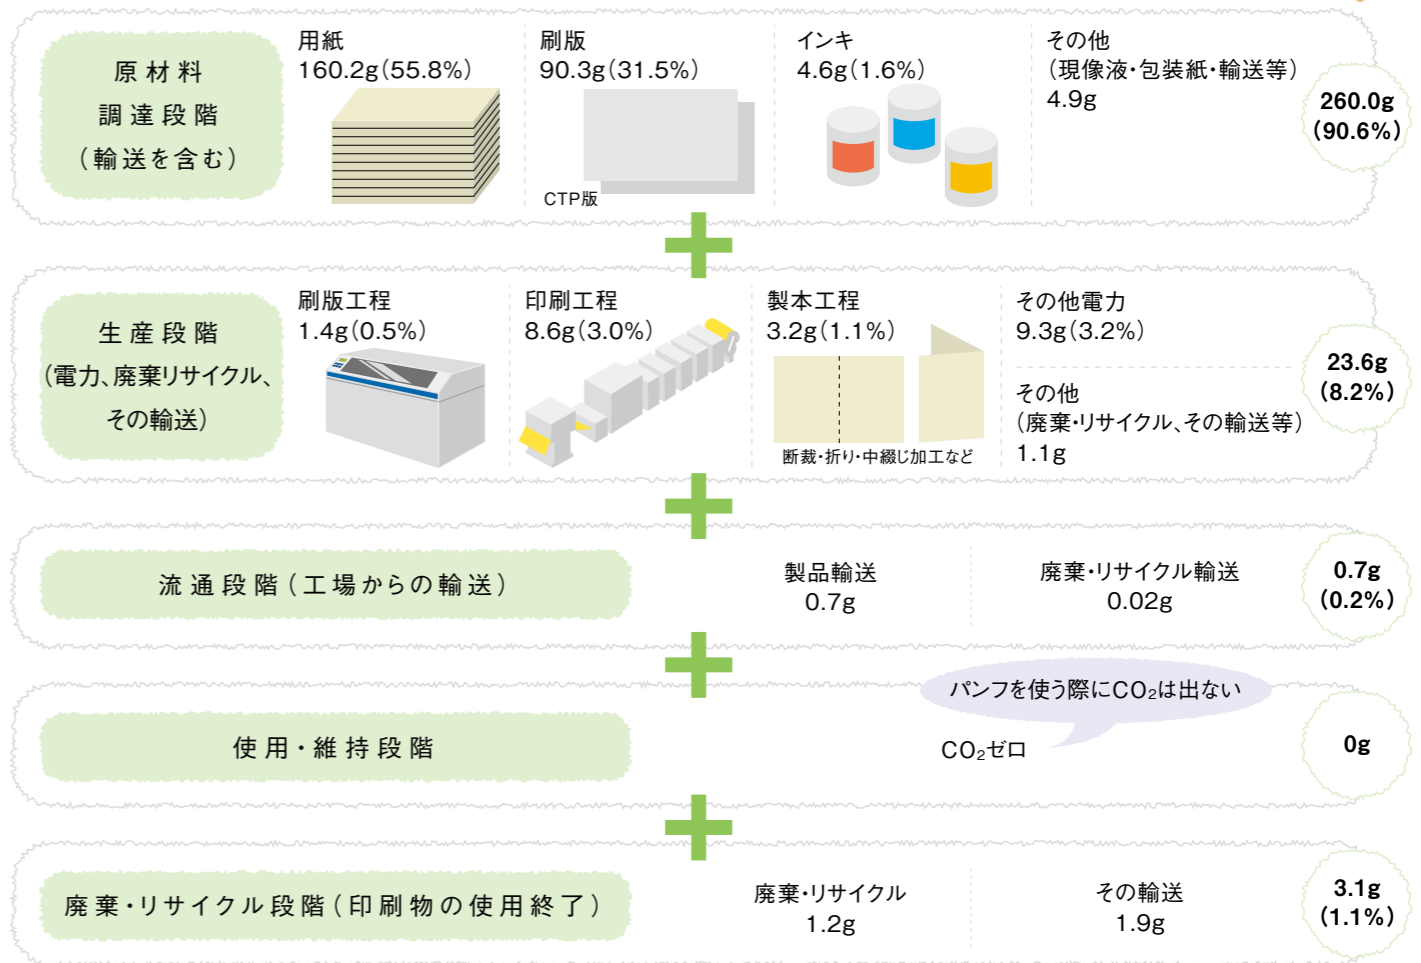 原材料
調達段階
(輸送を含む)
用紙
160.2g(55.8%)
刷版
90.3g(31.5%)
CTP版
インキ
4.6g(1.6%)
その他
(現像液・包装紙・輸送等)
4.9g
260.0g
(90.6%)
生産段階
(電力、廃棄リサイクル、
その輸送)
刷版工程
1.4g(0.5%)
印刷工程
8.6g(3.0%)
製本工程
3.2g(1.1%)
断裁・折り・中綴じ加工など
その他電力
9.3g(3.2%)
その他
(廃棄・リサイクル、その輸送等)
1.1g
23.6g
(8.2%)
流通段階(工場からの輸送)
製品輸送
0.7g
廃棄・リサイクル輸送
0.02g
0.7g
(0.2%)
使用・維持段階
パンフを使う際にCO₂は出ない
CO₂ゼロ
0g
廃棄・リサイクル段階(印刷物の使用終了)
廃棄・リサイクル
1.2g
その輸送
1.9g
3.1g
(1.1%)